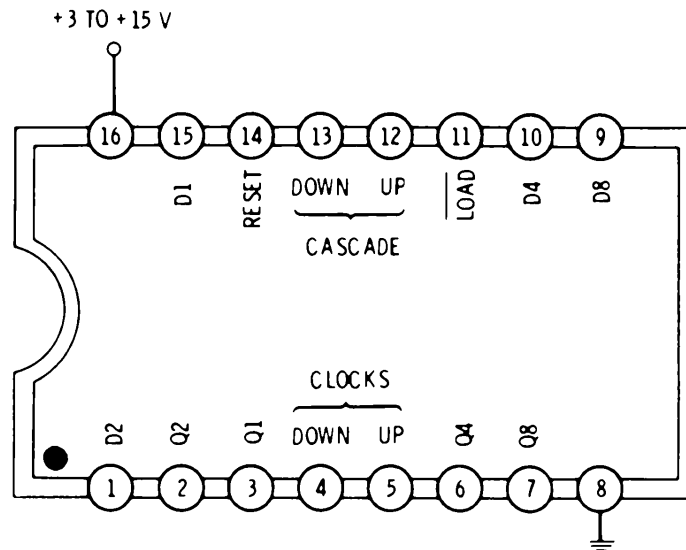 +3 TO +15 V
16 15 14 13 12 11 10 9
D1 RESET DOWN UP LOAD D4 D8
CASCADE
CLOCKS
D2 Q2 Q1 DOWN UP Q4 Q8
1 2 3 4 5 6 7 8